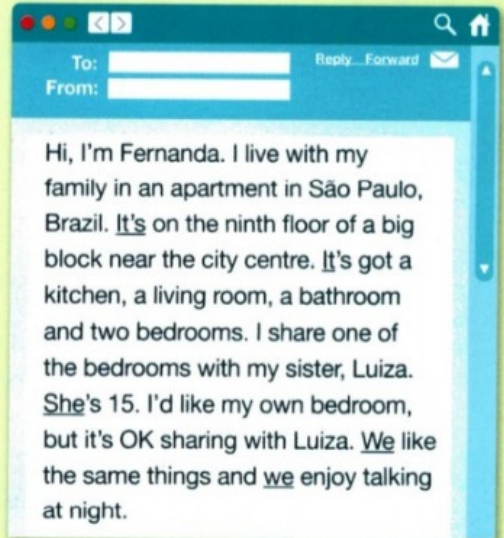 To:
Reply Forward
From:
Hi, I'm Fernanda. I live with my
family in an apartment in São Paulo,
Brazil. It's on the ninth floor of a big
block near the city centre. It's got a
kitchen, a living room, a bathroom
and two bedrooms. I share one of
the bedrooms with my sister, Luiza.
She's 15. I'd like my own bedroom,
but it's OK sharing with Luiza. We like
the same things and we enjoy talking
at night.